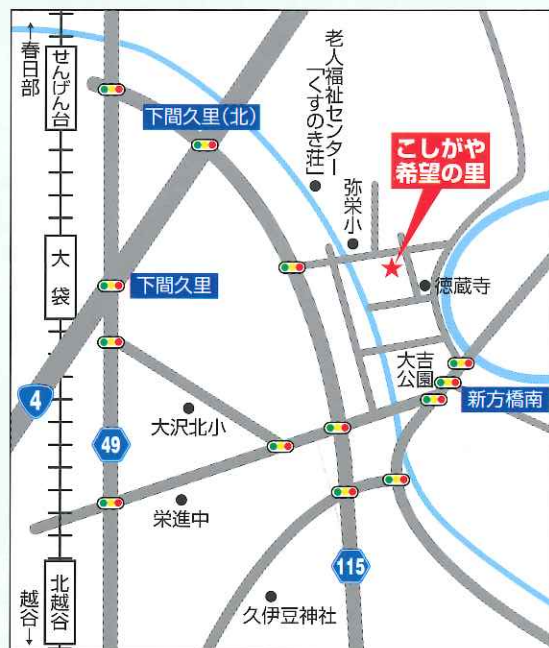 ↑春日部
せんげん台
大袋
北越谷
越谷↓
下間久里(北)
下間久里
4
49
115
老人福祉センター
「くすのき荘」
弥栄小
こしがや
希望の里
徳蔵寺
大吉
公園
新方橋南
大沢北小
栄進中
久伊豆神社